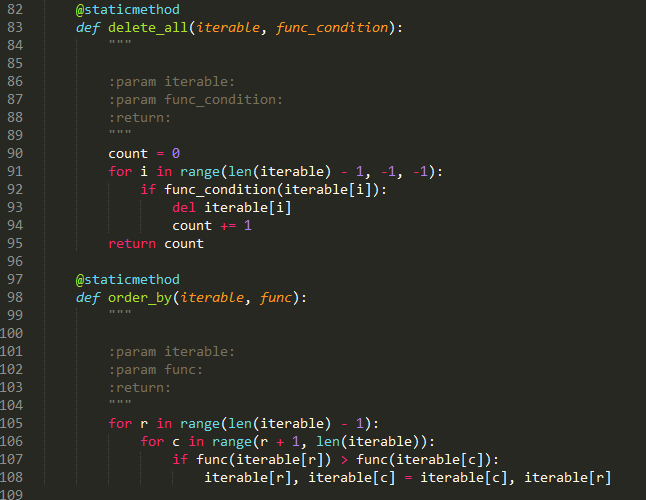 82 @staticmethod
83 def delete_all(iterable, func_condition):
84 """
85
86 :param iterable:
87 :param func_condition:
88 :return:
89 """
90 count = 0
91 for i in range(len(iterable) - 1, -1, -1):
92 if func_condition(iterable[i]):
93 del iterable[i]
94 count += 1
95 return count
96
97 @staticmethod
98 def order_by(iterable, func):
99 """
100
101 :param iterable:
102 :param func:
103 :return:
104 """
105 for r in range(len(iterable) - 1):
106 for c in range(r + 1, len(iterable)):
107 if func(iterable[r]) > func(iterable[c]):
108 iterable[r], iterable[c] = iterable[c], iterable[r]
109